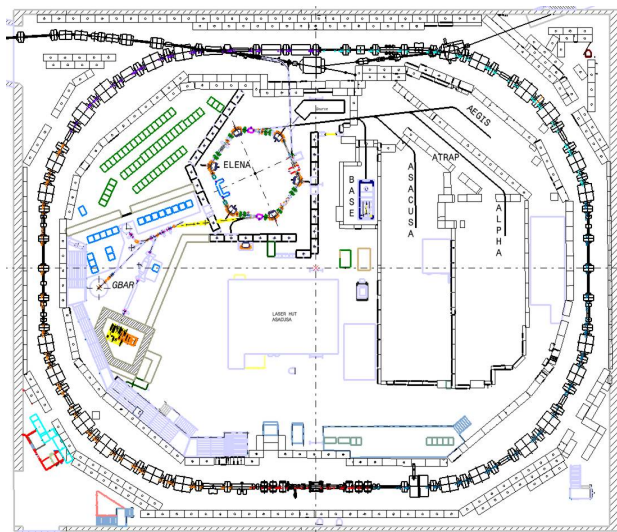 ELENA
AEGIS
ATRAP
BASE
ASACUSA
ALPHA
GBAR
LASER HUT
ASACUSA